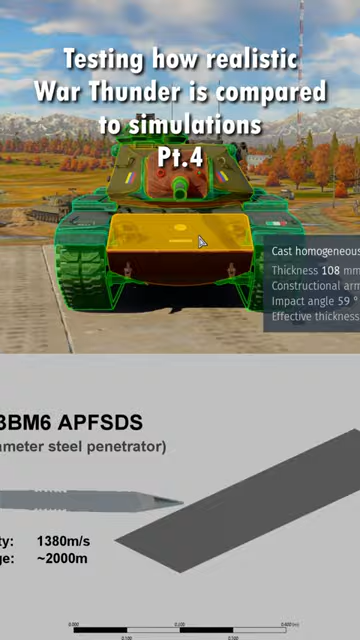 Testing how realistic
War Thunder is compared
to simulations
Pt.4
Cast homogeneous
Thickness 108 mm
Constructional arm
Impact angle 59 °
Effective thickness
3BM6 APFSDS
ameter steel penetrator)
ty: 1380m/s
ge: ~2000m